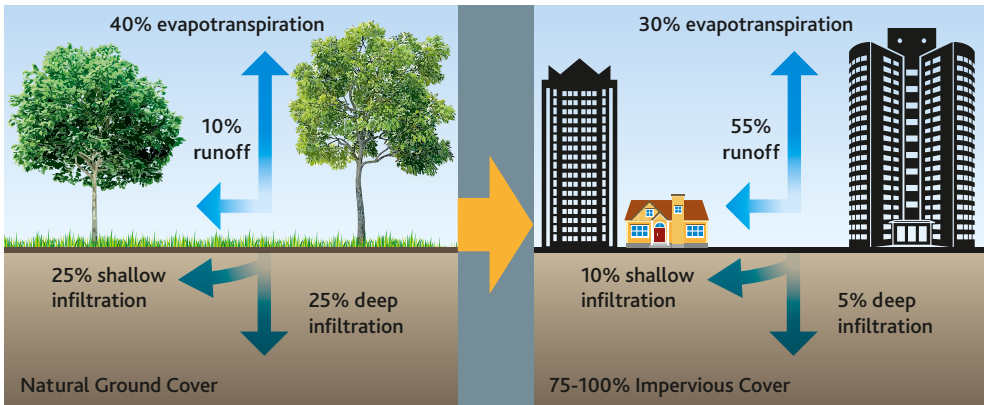 40% evapotranspiration
10%
runoff
25% shallow
infiltration
25% deep
infiltration
Natural Ground Cover
30% evapotranspiration
55%
runoff
10% shallow
infiltration
5% deep
infiltration
75-100% Impervious Cover